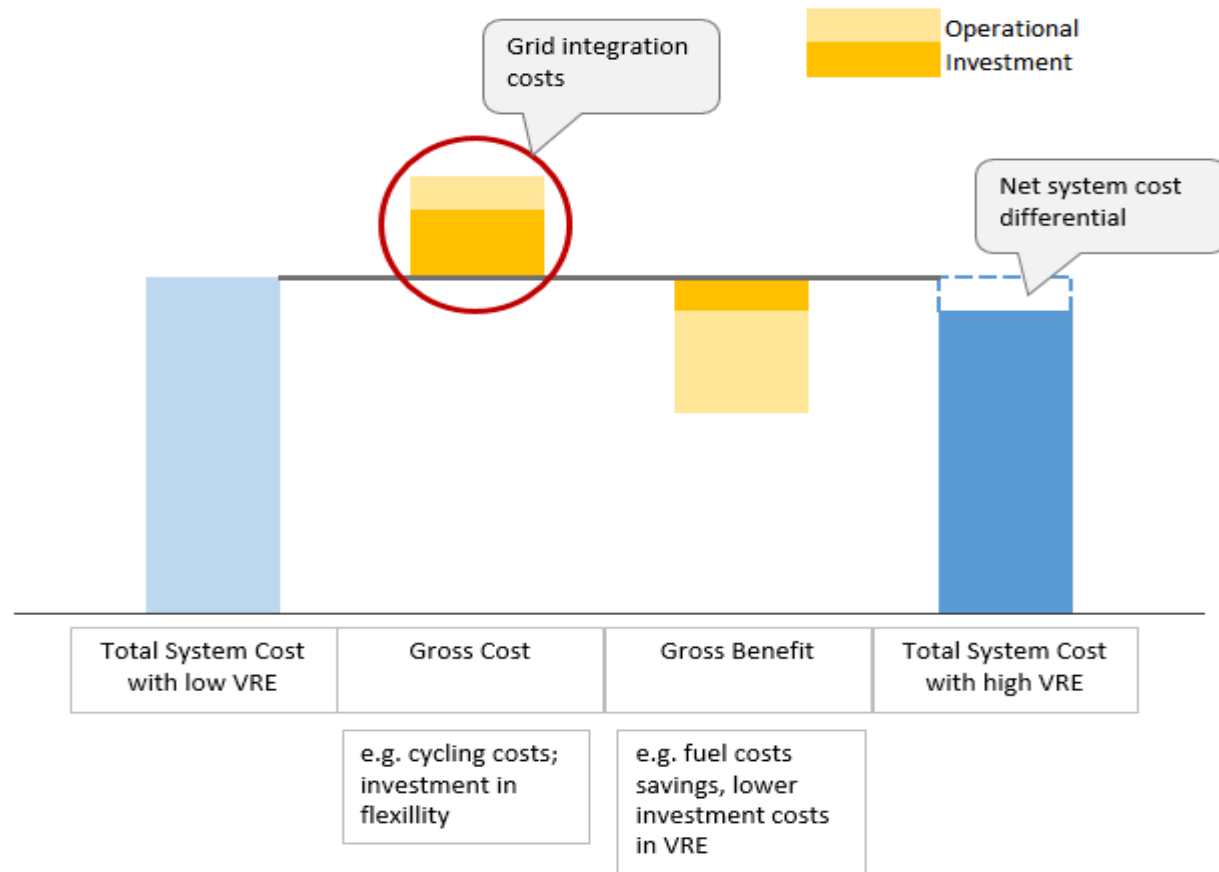 Operational
Investment
Grid integration
costs
Net system cost
differential
Total System Cost
with low VRE
Gross Cost
Gross Benefit
Total System Cost
with high VRE
e.g. cycling costs;
investment in
flexillity
e.g. fuel costs
savings, lower
investment costs
in VRE